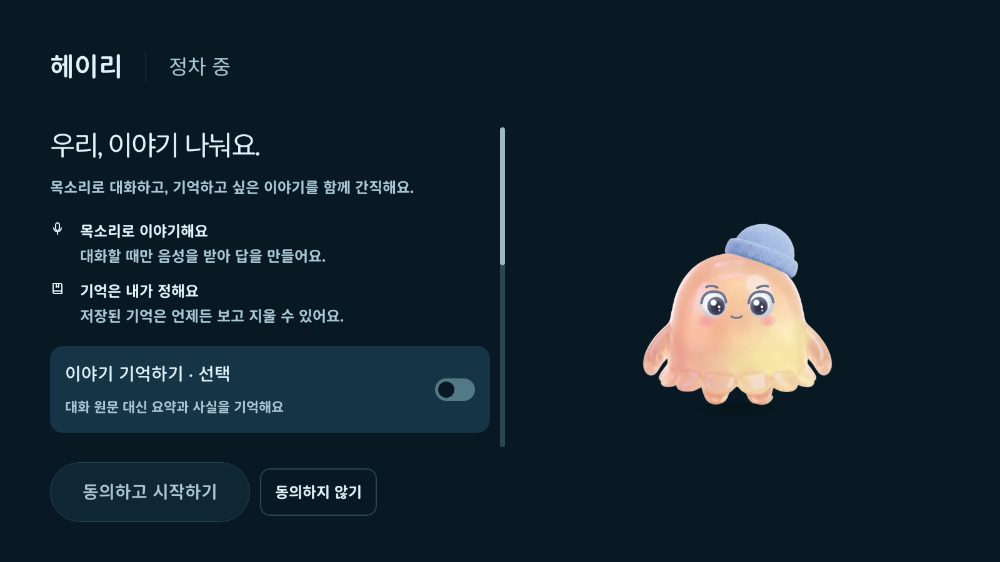 헤이리
정차 중
우리, 이야기 나눠요.
목소리로 대화하고, 기억하고 싶은 이야기를 함께 간직해요.
목소리로 이야기해요
대화할 때만 음성을 받아 답을 만들어요.
기억은 내가 정해요
저장된 기억은 언제든 보고 지울 수 있어요.
이야기 기억하기 · 선택
대화 원문 대신 요약과 사실을 기억해요
동의하고 시작하기
동의하지 않기